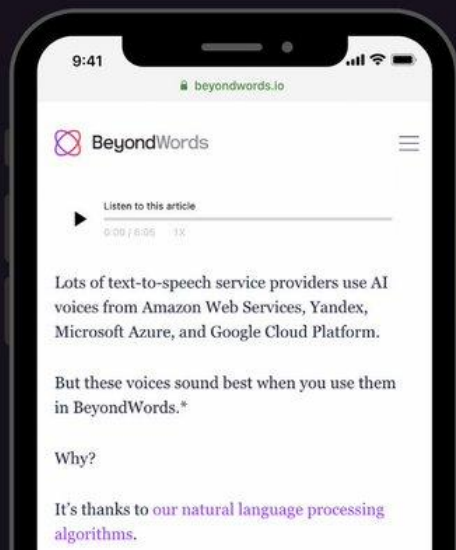 9:41
beyondwords.io
BeyondWords
Listen to this article
0:00 / 6:05 1X
Lots of text-to-speech service providers use AI
voices from Amazon Web Services, Yandex,
Microsoft Azure, and Google Cloud Platform.
But these voices sound best when you use them
in BeyondWords.*
Why?
It’s thanks to our natural language processing
algorithms.